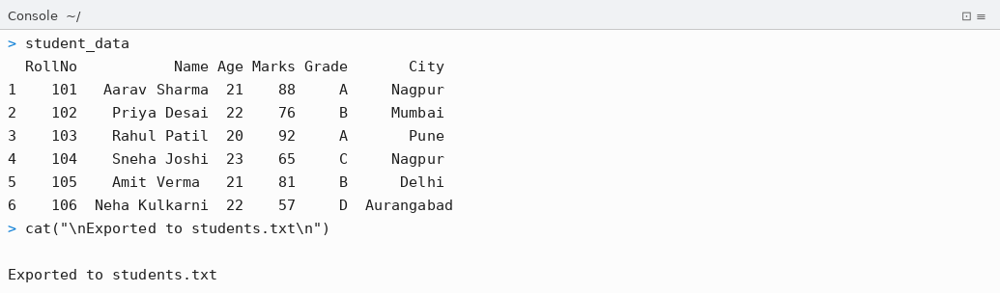 Console ~/
> student_data
  RollNo           Name Age Marks Grade       City
1    101   Aarav Sharma  21    88     A     Nagpur
2    102    Priya Desai  22    76     B     Mumbai
3    103    Rahul Patil  20    92     A       Pune
4    104    Sneha Joshi  23    65     C     Nagpur
5    105    Amit Verma   21    81     B      Delhi
6    106  Neha Kulkarni  22    57     D  Aurangabad
> cat("\nExported to students.txt\n")
Exported to students.txt